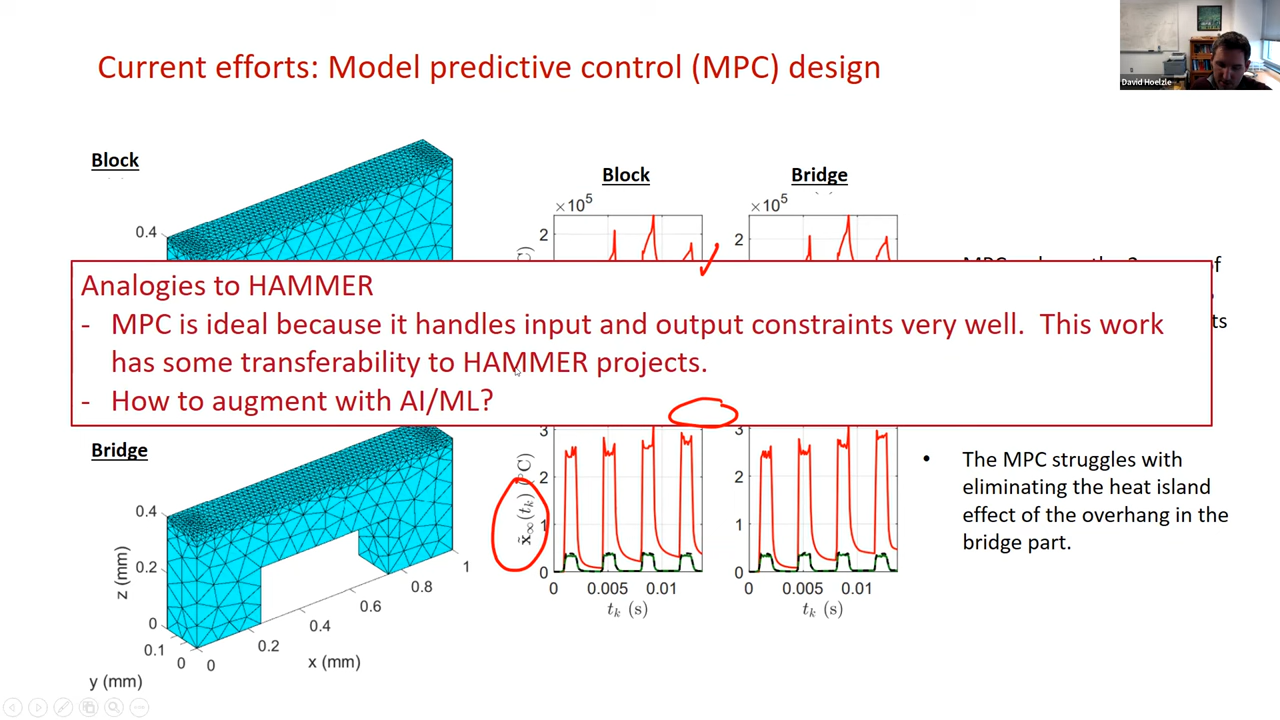 Current efforts: Model predictive control (MPC) design
David Hoelzle
Block
0.4
Block
×10⁵
2
Bridge
×10⁵
2
of
ts
Analogies to HAMMER
- MPC is ideal because it handles input and output constraints very well. This work
has some transferability to HAMMER projects.
- How to augment with AI/ML?
Bridge
0.4
0.2
0
z (mm)
0.1
0
y (mm)
0
0.2
0.4
0.6
0.8
1
x (mm)
3
2
1
0
x̃∞(tₖ) (°C)
0
0.005
0.01
tₖ (s)
3
2
1
0
0
0.005
0.01
tₖ (s)
• The MPC struggles with
eliminating the heat island
effect of the overhang in the
bridge part.